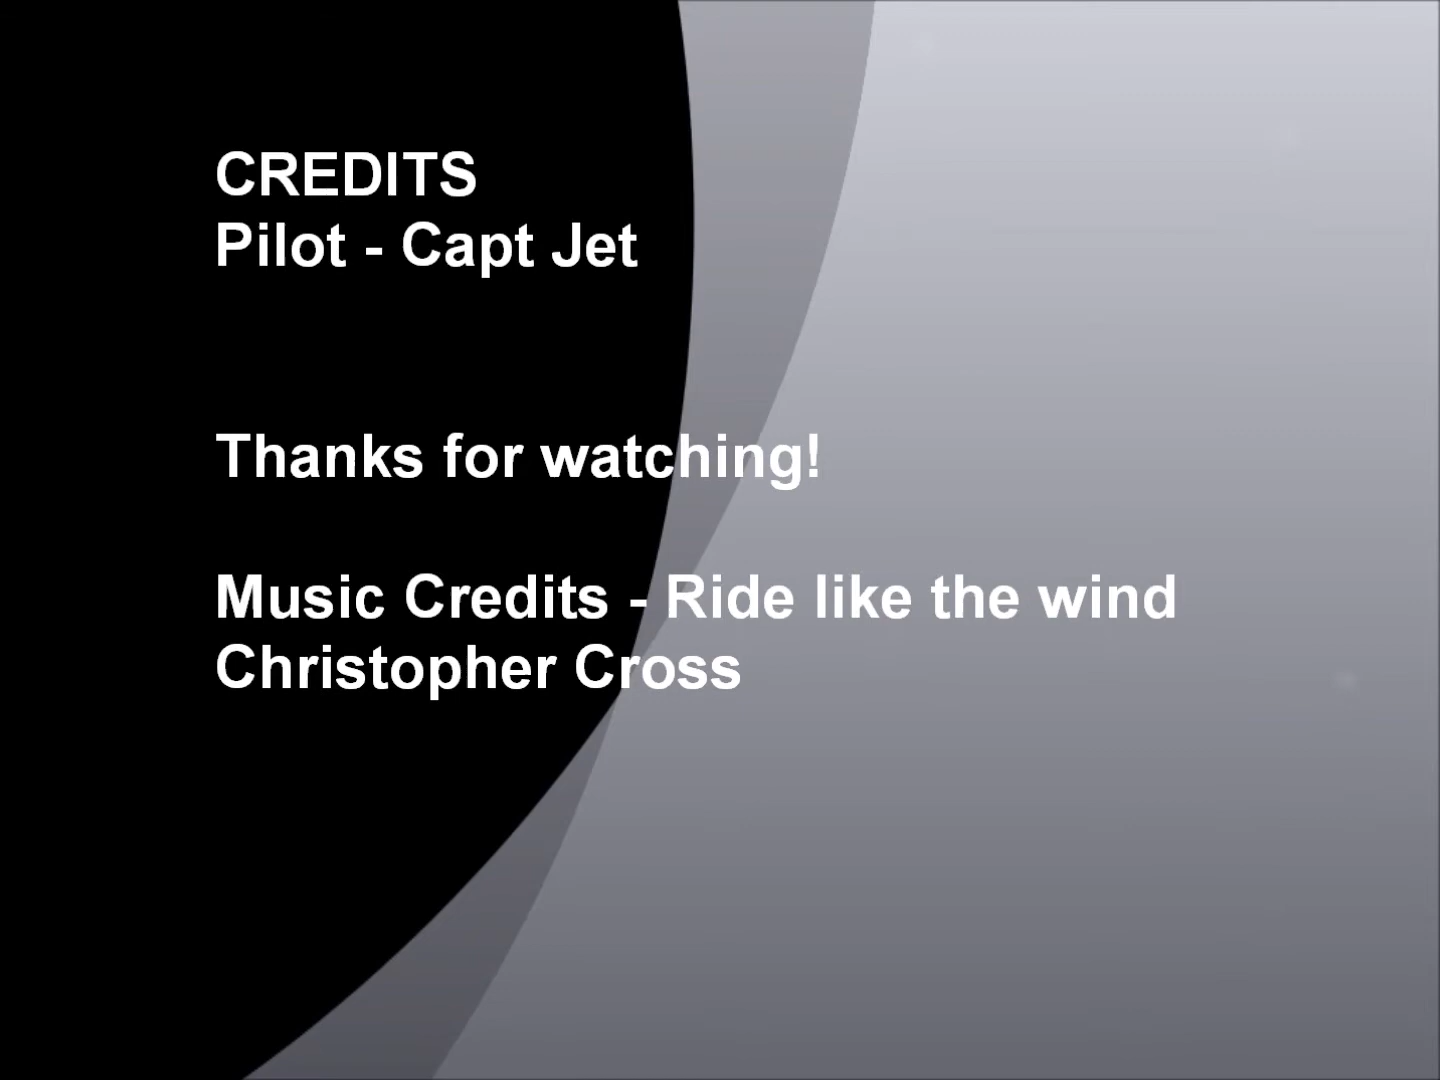 CREDITS
Pilot - Capt Jet
Thanks for watching!
Music Credits - Ride like the wind
Christopher Cross